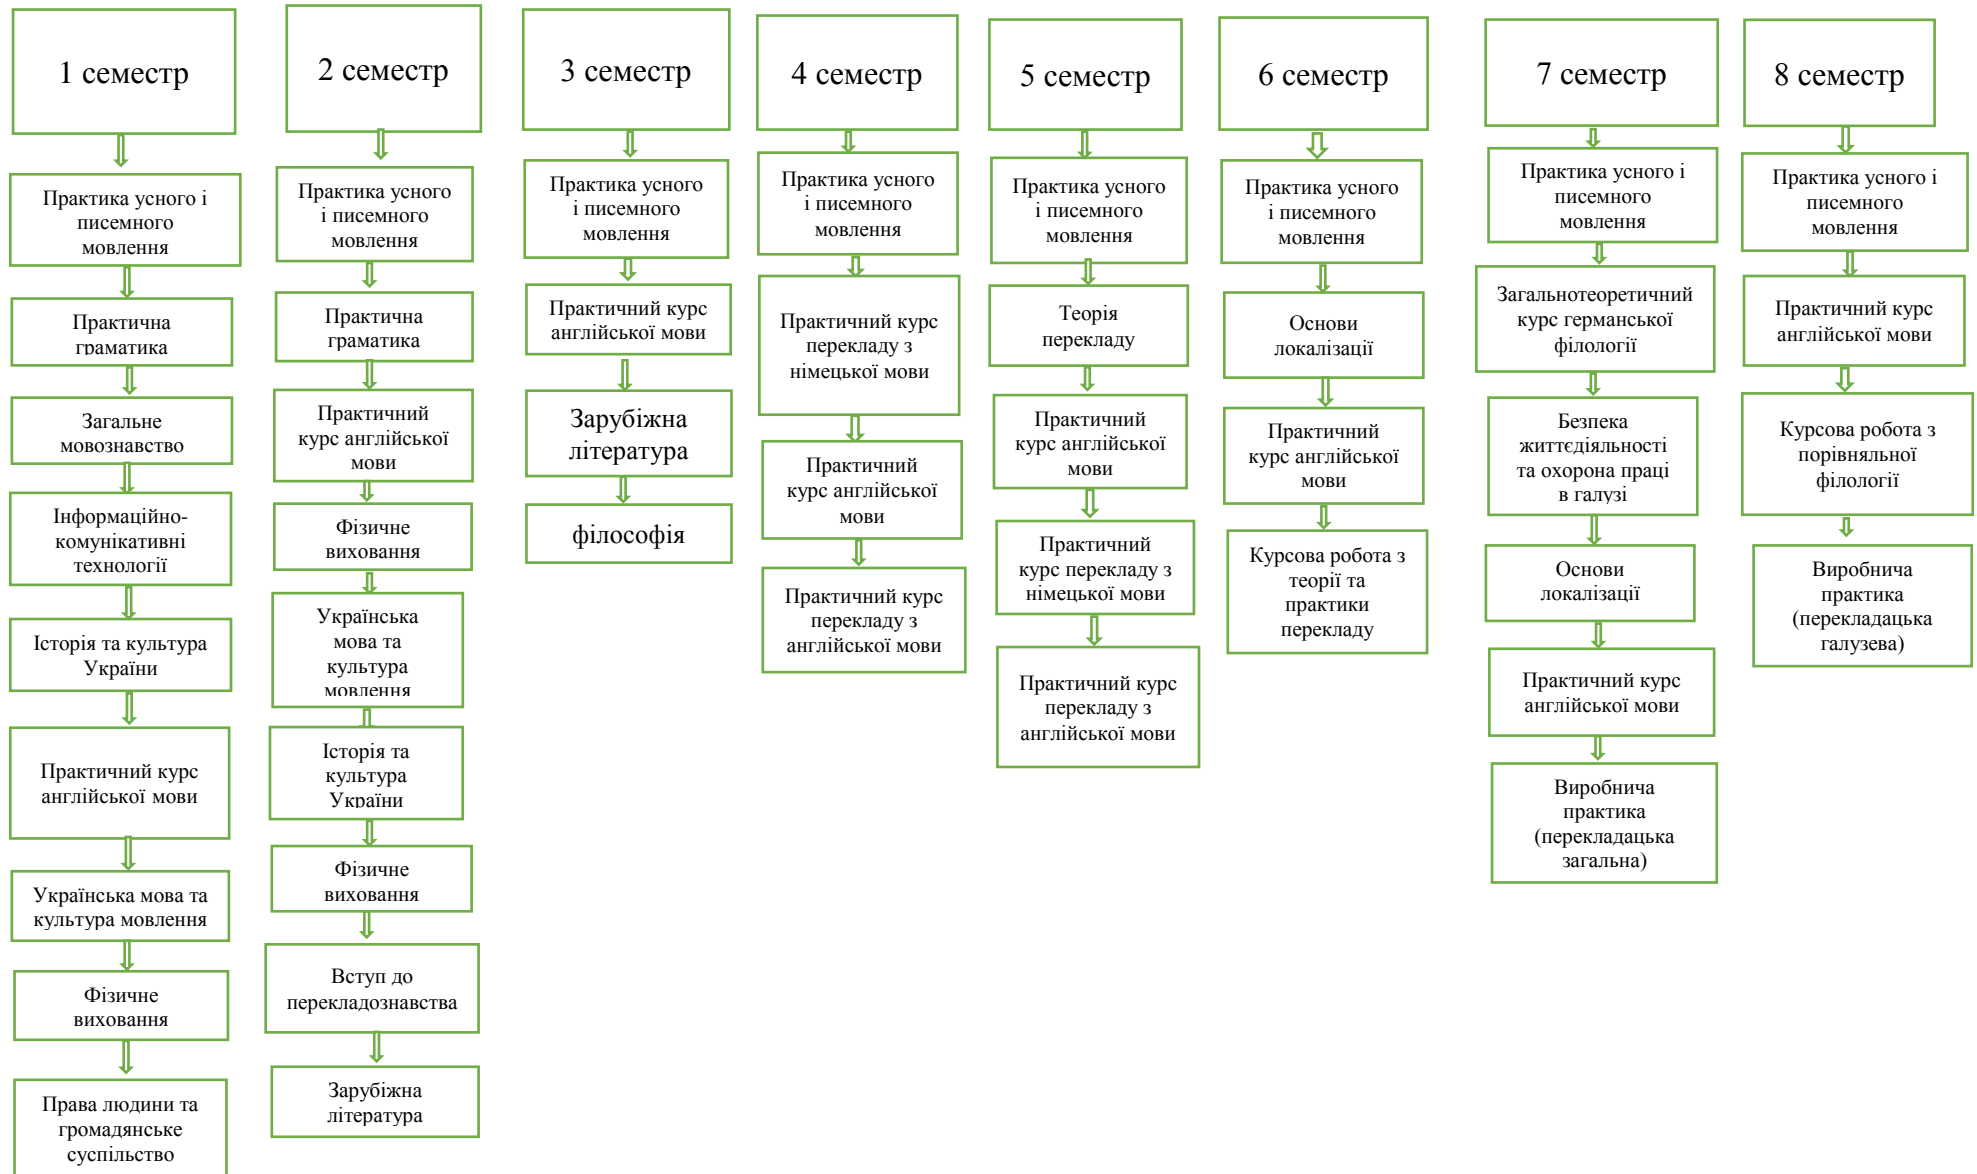 1 семестр
Практика усного і
писемного
мовлення
Практична
граматика
Загальне
мовознавство
Інформаційно-
комунікативні
технології
Історія та культура
України
Практичний курс
англійської мови
Українська мова та
культура мовлення
Фізичне
виховання
Права людини та
громадянське
суспільство
2 семестр
Практика усного
і писемного
мовлення
Практична
граматика
Практичний
курс англійської
мови
Фізичне
виховання
Українська
мова та
культура
мовлення
Історія та
культура
України
Фізичне
виховання
Вступ до
перекладознавства
Зарубіжна
література
3 семестр
Практика усного
і писемного
мовлення
Практичний курс
англійської мови
Зарубіжна
література
філософія
4 семестр
Практика усного
і писемного
мовлення
Практичний курс
перекладу з
німецької мови
Практичний
курс англійської
мови
Практичний курс
перекладу з
англійської мови
5 семестр
Практика усного
і писемного
мовлення
Теорія
перекладу
Практичний
курс англійської
мови
Практичний
курс перекладу з
німецької мови
Практичний курс
перекладу з
англійської мови
6 семестр
Практика усного
і писемного
мовлення
Основи
локалізації
Практичний
курс англійської
мови
Курсова робота з
теорії та
практики
перекладу
7 семестр
Практика усного і
писемного
мовлення
Загальнотеоретичний
курс германської
філології
Безпека
життєдіяльності
та охорона праці
в галузі
Основи
локалізації
Практичний курс
англійської мови
Виробнича
практика
(перекладацька
загальна)
8 семестр
Практика усного і
писемного
мовлення
Практичний курс
англійської мови
Курсова робота з
порівняльної
філології
Виробнича
практика
(перекладацька
галузева)